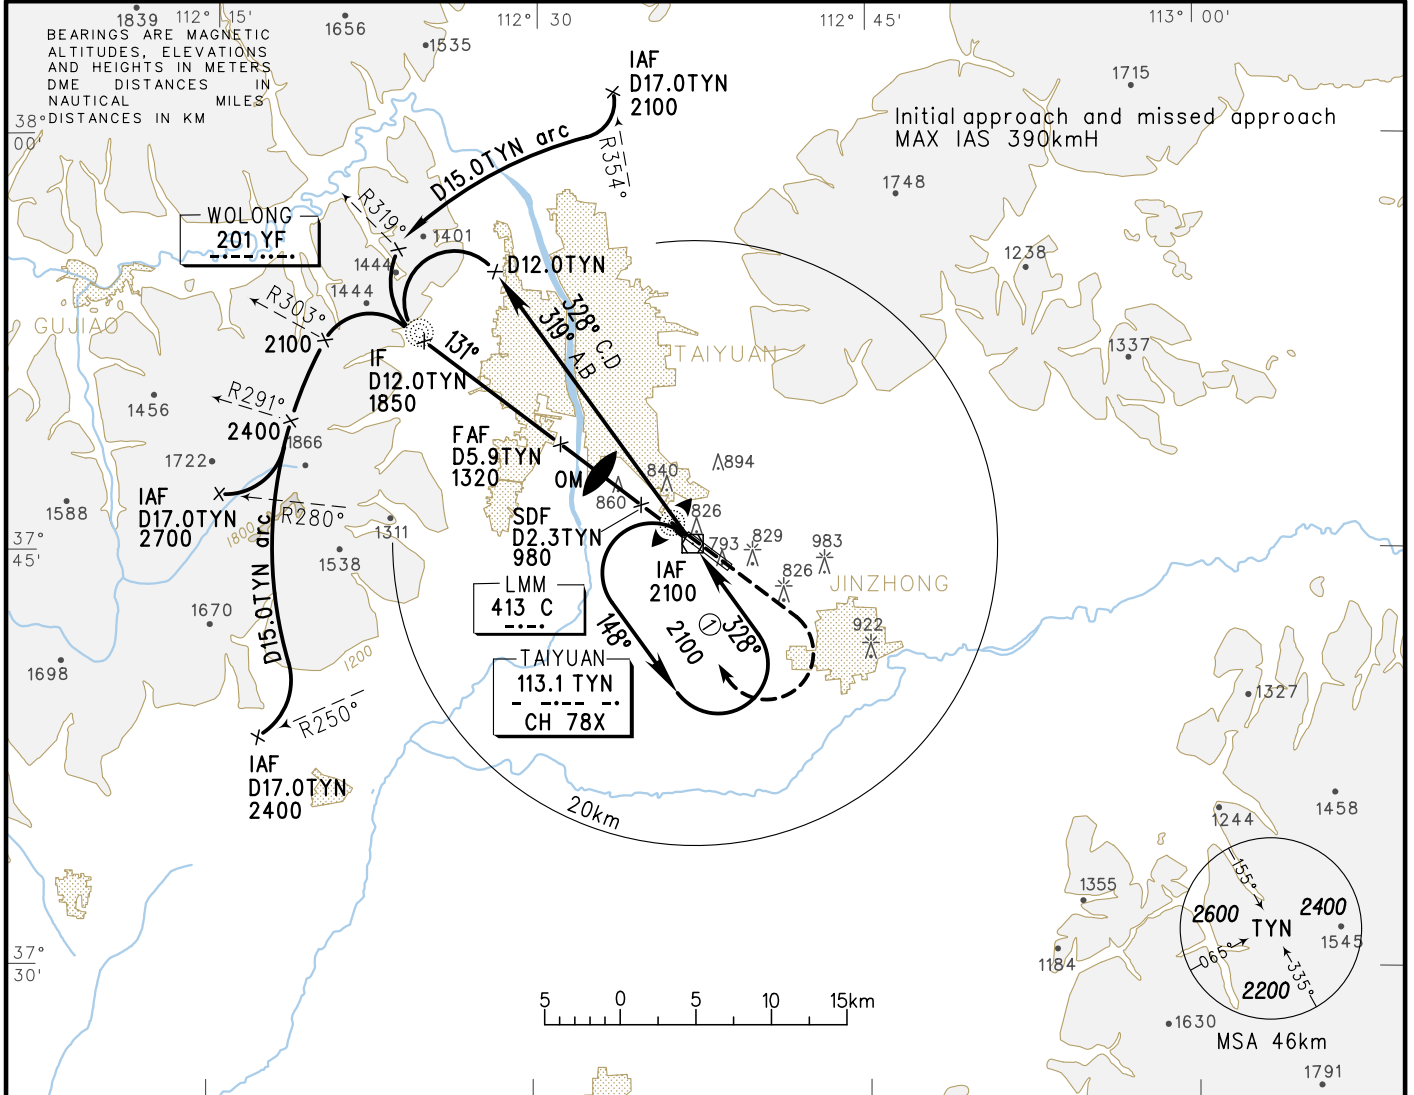 1839
112° 15'
1656
112° 30
112° 45'
113° 00'
BEARINGS ARE MAGNETIC
ALTITUDES, ELEVATIONS
AND HEIGHTS IN METERS
DME DISTANCES IN
NAUTICAL MILES
DISTANCES IN KM
1535
IAF
D17.0TYN
2100
1715
38°
00'
Initial approach and missed approach
MAX IAS 390kmH
D15.0TYN arc
R354°
1748
R319°
WOLONG
201 YF
1401
1238
1444
D12.0TYN
1444
R303°
GUJIAO
2100
328° C.D
319° A.B
TAIYUAN
1337
131°
IF
D12.0TYN
1850
R291°
1456
2400
1866
FAF
D5.9TYN
1320
1722
OM
840
894
IAF
D17.0TYN
2700
R280°
1800
1588
1311
860
SDF
D2.3TYN
980
826
793
829
983
37°
45'
1538
826
IAF
2100
JINZHONG
LMM
413 C
D15.0TYN arc
1670
148°
1
2100
328°
922
1698
1200
TAIYUAN
113.1 TYN
CH 78X
R250°
1327
IAF
D17.0TYN
2400
20km
1458
1244
155°
1355
2600
2400
TYN
1545
37°
30'
1184
065°
335°
2200
5 0 5 10 15km
1630
MSA 46km
1791